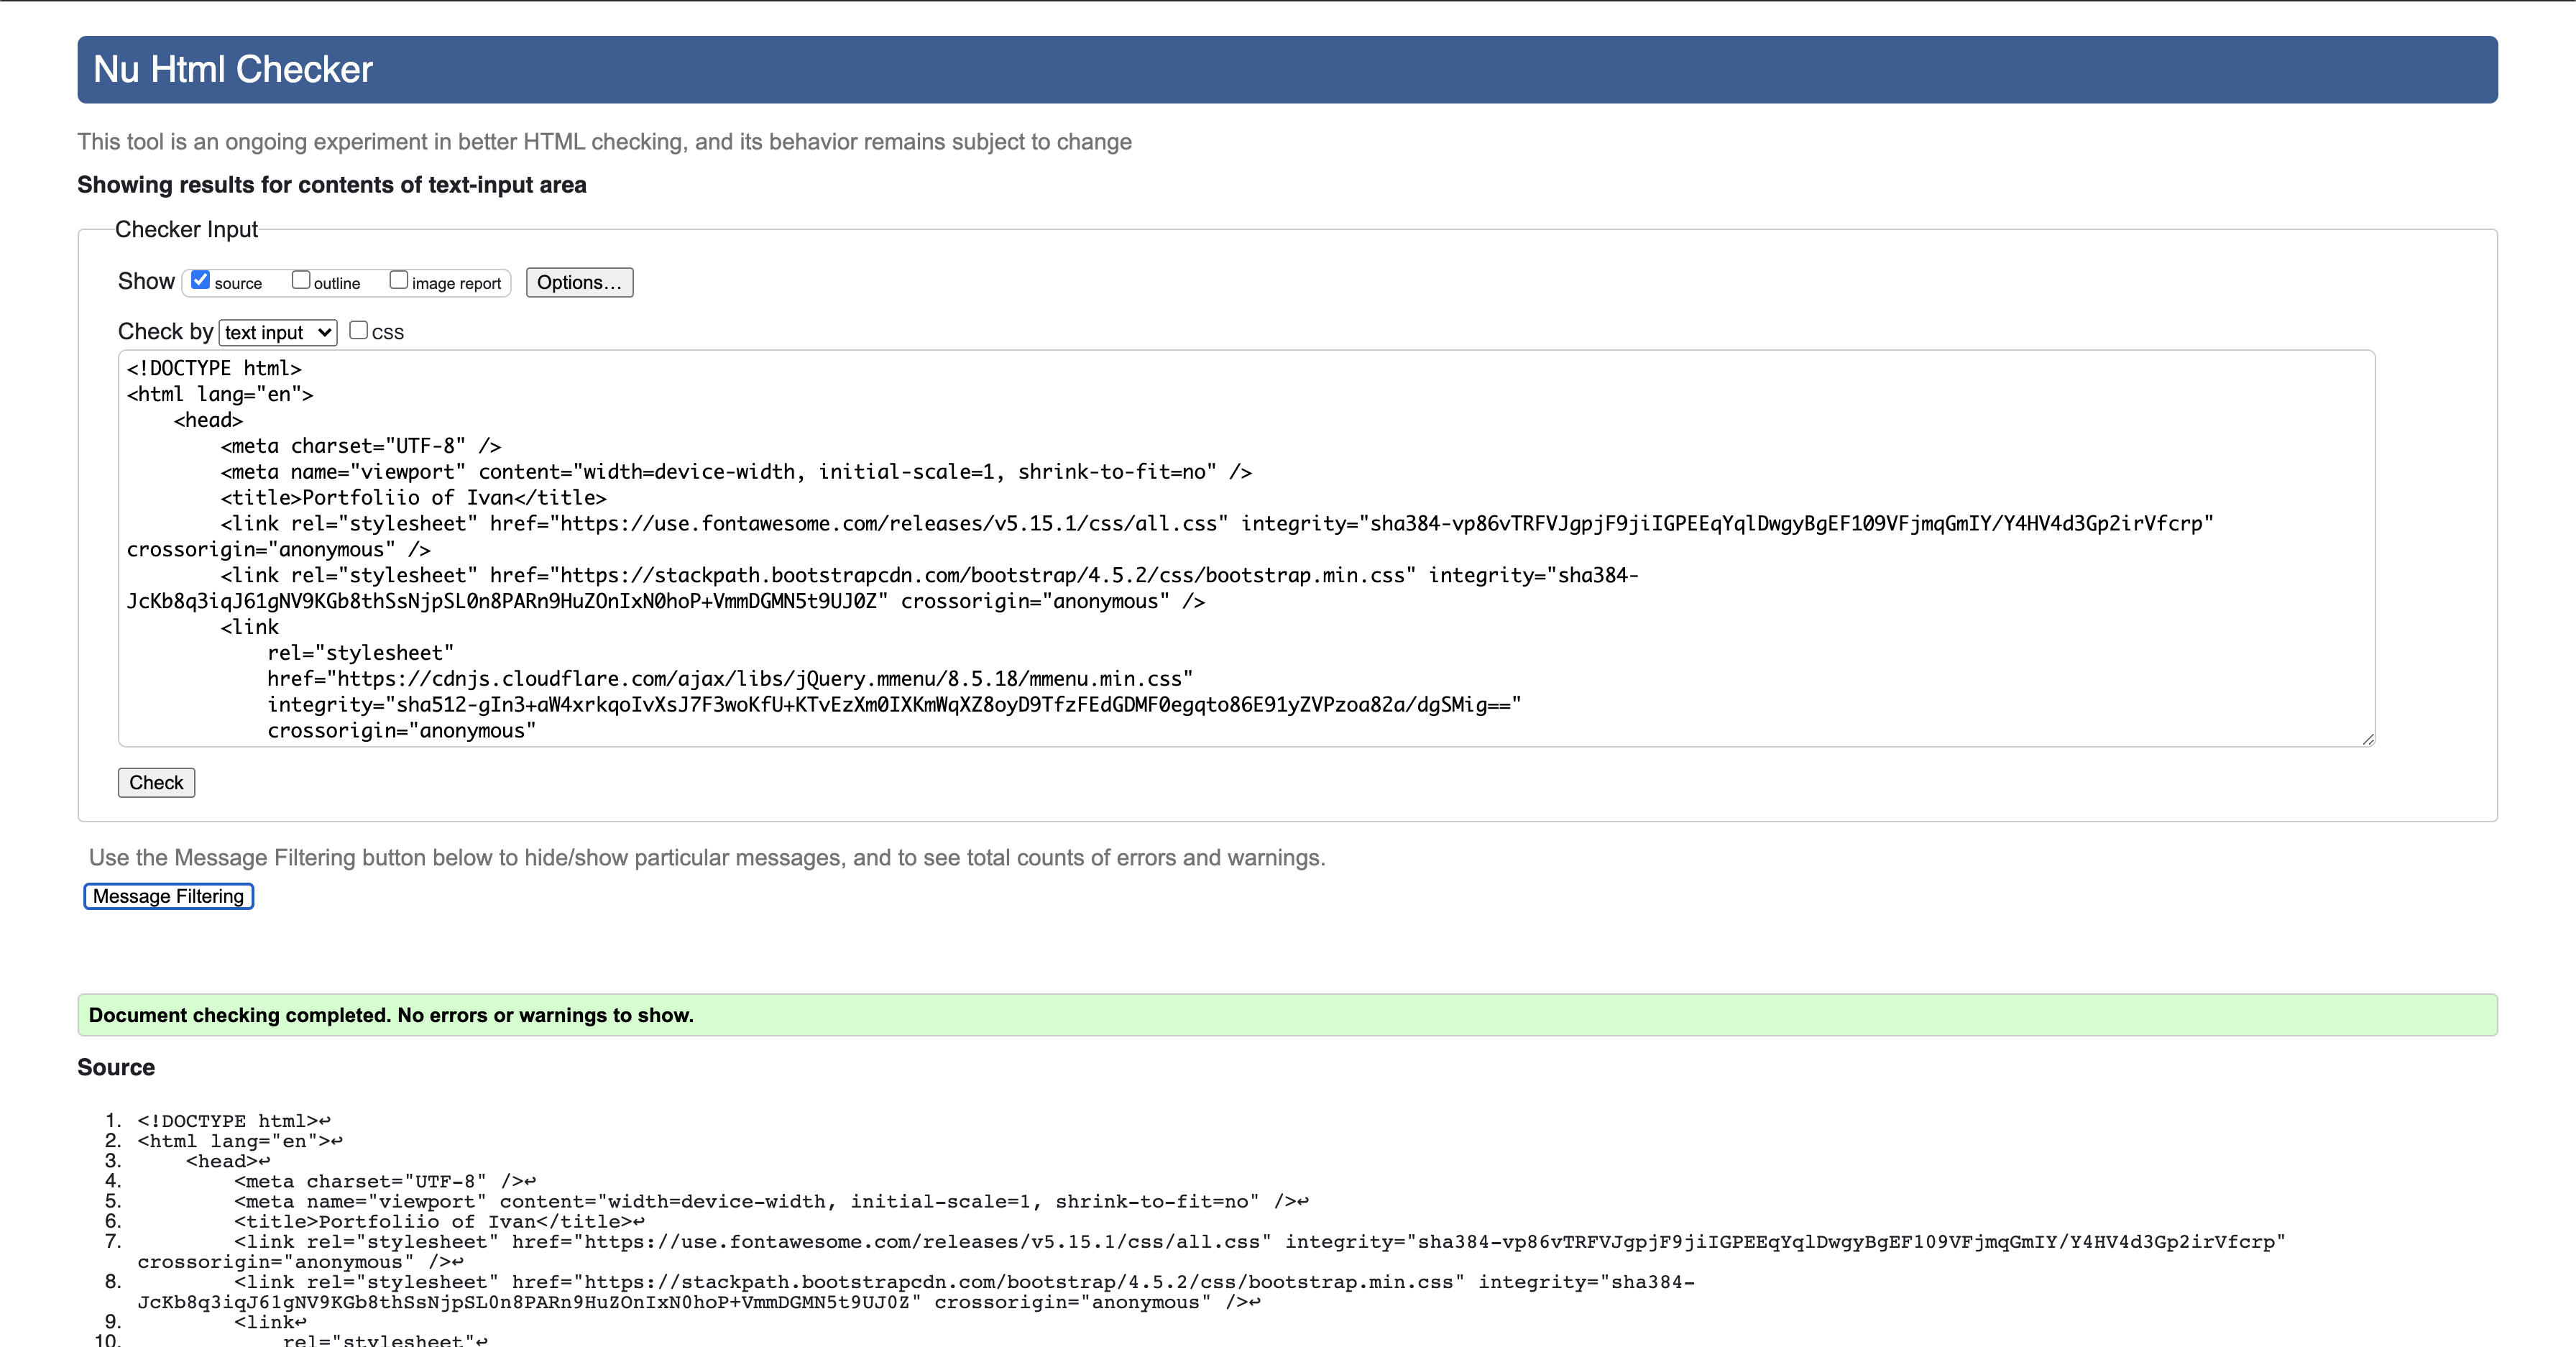 Nu Html Checker
This tool is an ongoing experiment in better HTML checking, and its behavior remains subject to change
Showing results for contents of text-input area
Checker Input
Show source outline image report Options...
Check by text input CSS
<!DOCTYPE html>
<html lang="en">
    <head>
        <meta charset="UTF-8" />
        <meta name="viewport" content="width=device-width, initial-scale=1, shrink-to-fit=no" />
        <title>Portfoliio of Ivan</title>
        <link rel="stylesheet" href="https://use.fontawesome.com/releases/v5.15.1/css/all.css" integrity="sha384-vp86vTRFVJgpjF9jiIGPEEqYqlDwgyBgEF109VFjmqGmIY/Y4HV4d3Gp2irVfcrp"
crossorigin="anonymous" />
        <link rel="stylesheet" href="https://stackpath.bootstrapcdn.com/bootstrap/4.5.2/css/bootstrap.min.css" integrity="sha384-
JcKb8q3iqJ61gNV9KGb8thSsNjpSL0n8PARn9HuZOnIxN0hoP+VmmDGMN5t9UJ0Z" crossorigin="anonymous" />
        <link
            rel="stylesheet"
            href="https://cdnjs.cloudflare.com/ajax/libs/jQuery.mmenu/8.5.18/mmenu.min.css"
            integrity="sha512-gIn3+aW4xrkqoIvXsJ7F3woKfU+KTvEzXm0IXKmWqXZ8oyD9TfzFEdGDMF0egqto86E91yZVPzoa82a/dgSMig=="
            crossorigin="anonymous"
Check
Use the Message Filtering button below to hide/show particular messages, and to see total counts of errors and warnings.
Message Filtering
Document checking completed. No errors or warnings to show.
Source
1. <!DOCTYPE html>↩
2. <html lang="en">↩
3.     <head>↩
4.         <meta charset="UTF-8" />↩
5.         <meta name="viewport" content="width=device-width, initial-scale=1, shrink-to-fit=no" />↩
6.         <title>Portfoliio of Ivan</title>↩
7.         <link rel="stylesheet" href="https://use.fontawesome.com/releases/v5.15.1/css/all.css" integrity="sha384-vp86vTRFVJgpjF9jiIGPEEqYqlDwgyBgEF109VFjmqGmIY/Y4HV4d3Gp2irVfcrp"
crossorigin="anonymous" />↩
8.         <link rel="stylesheet" href="https://stackpath.bootstrapcdn.com/bootstrap/4.5.2/css/bootstrap.min.css" integrity="sha384-
JcKb8q3iqJ61gNV9KGb8thSsNjpSL0n8PARn9HuZOnIxN0hoP+VmmDGMN5t9UJ0Z" crossorigin="anonymous" />↩
9.         <link↩
10.             rel="stylesheet"↩